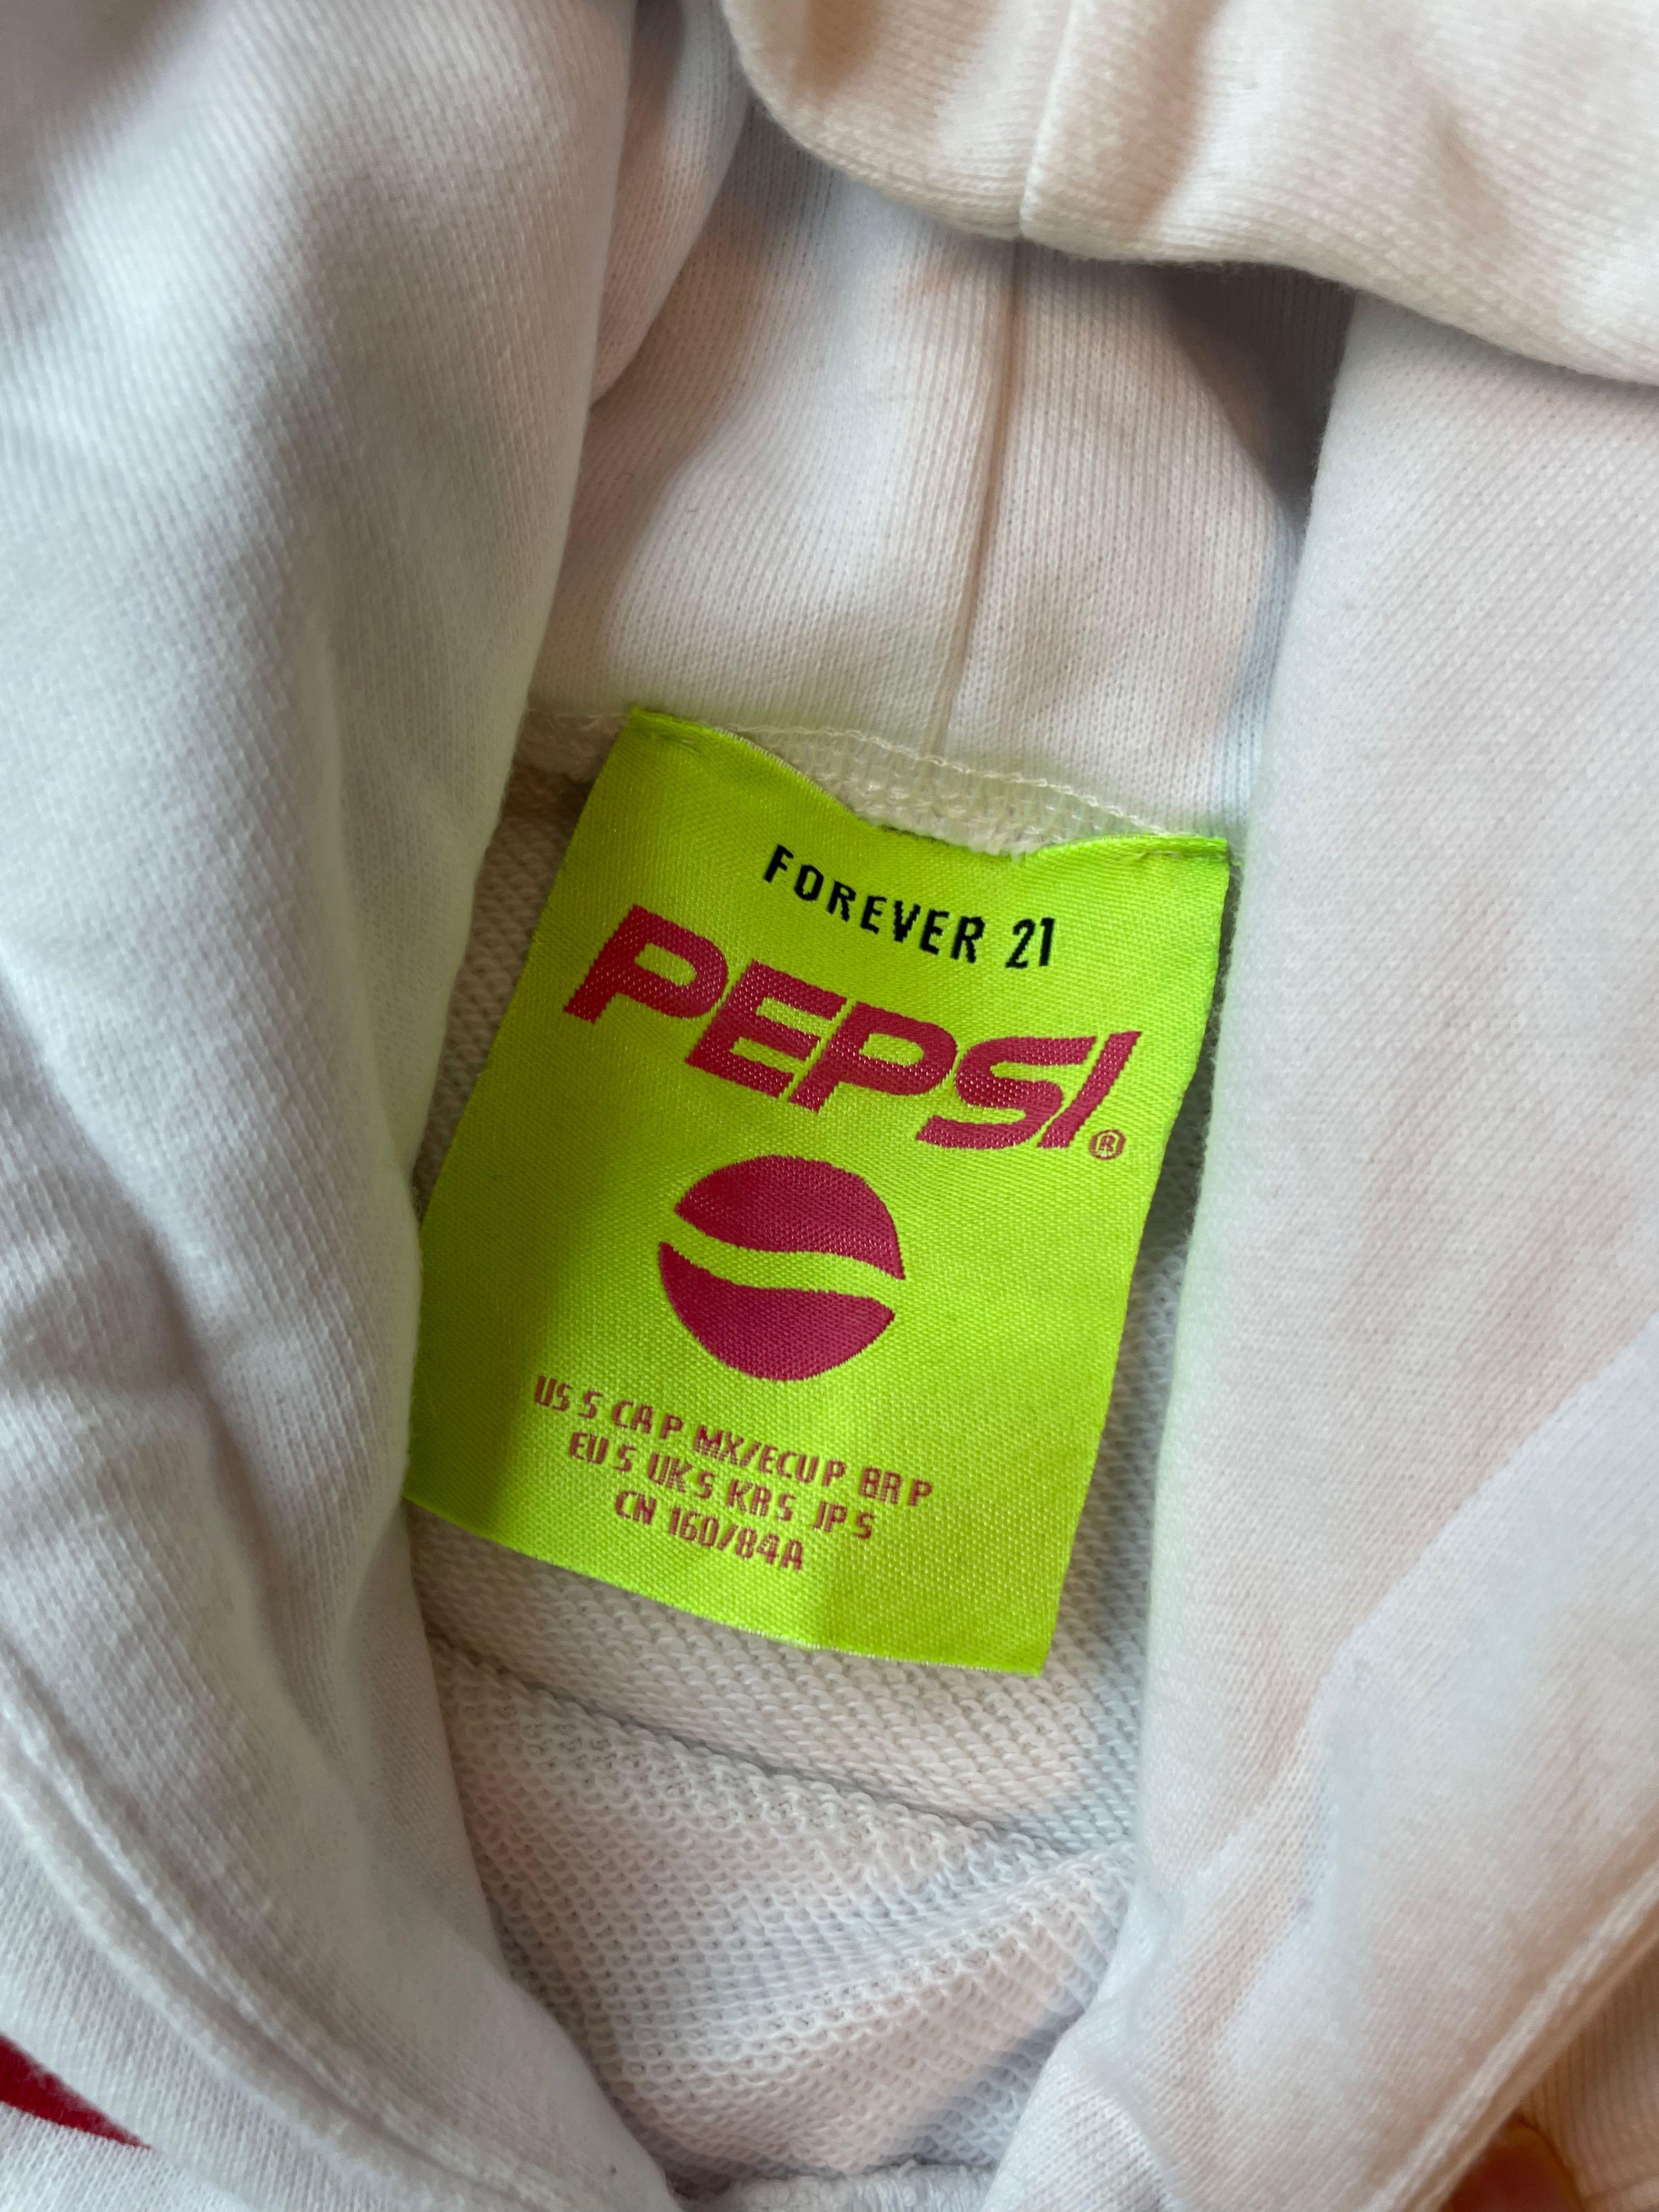 FOREVER 21
PEPSI®
US S CA P MX/ECU P BR P
EU S UK S KR S JP S
CN 160/84A